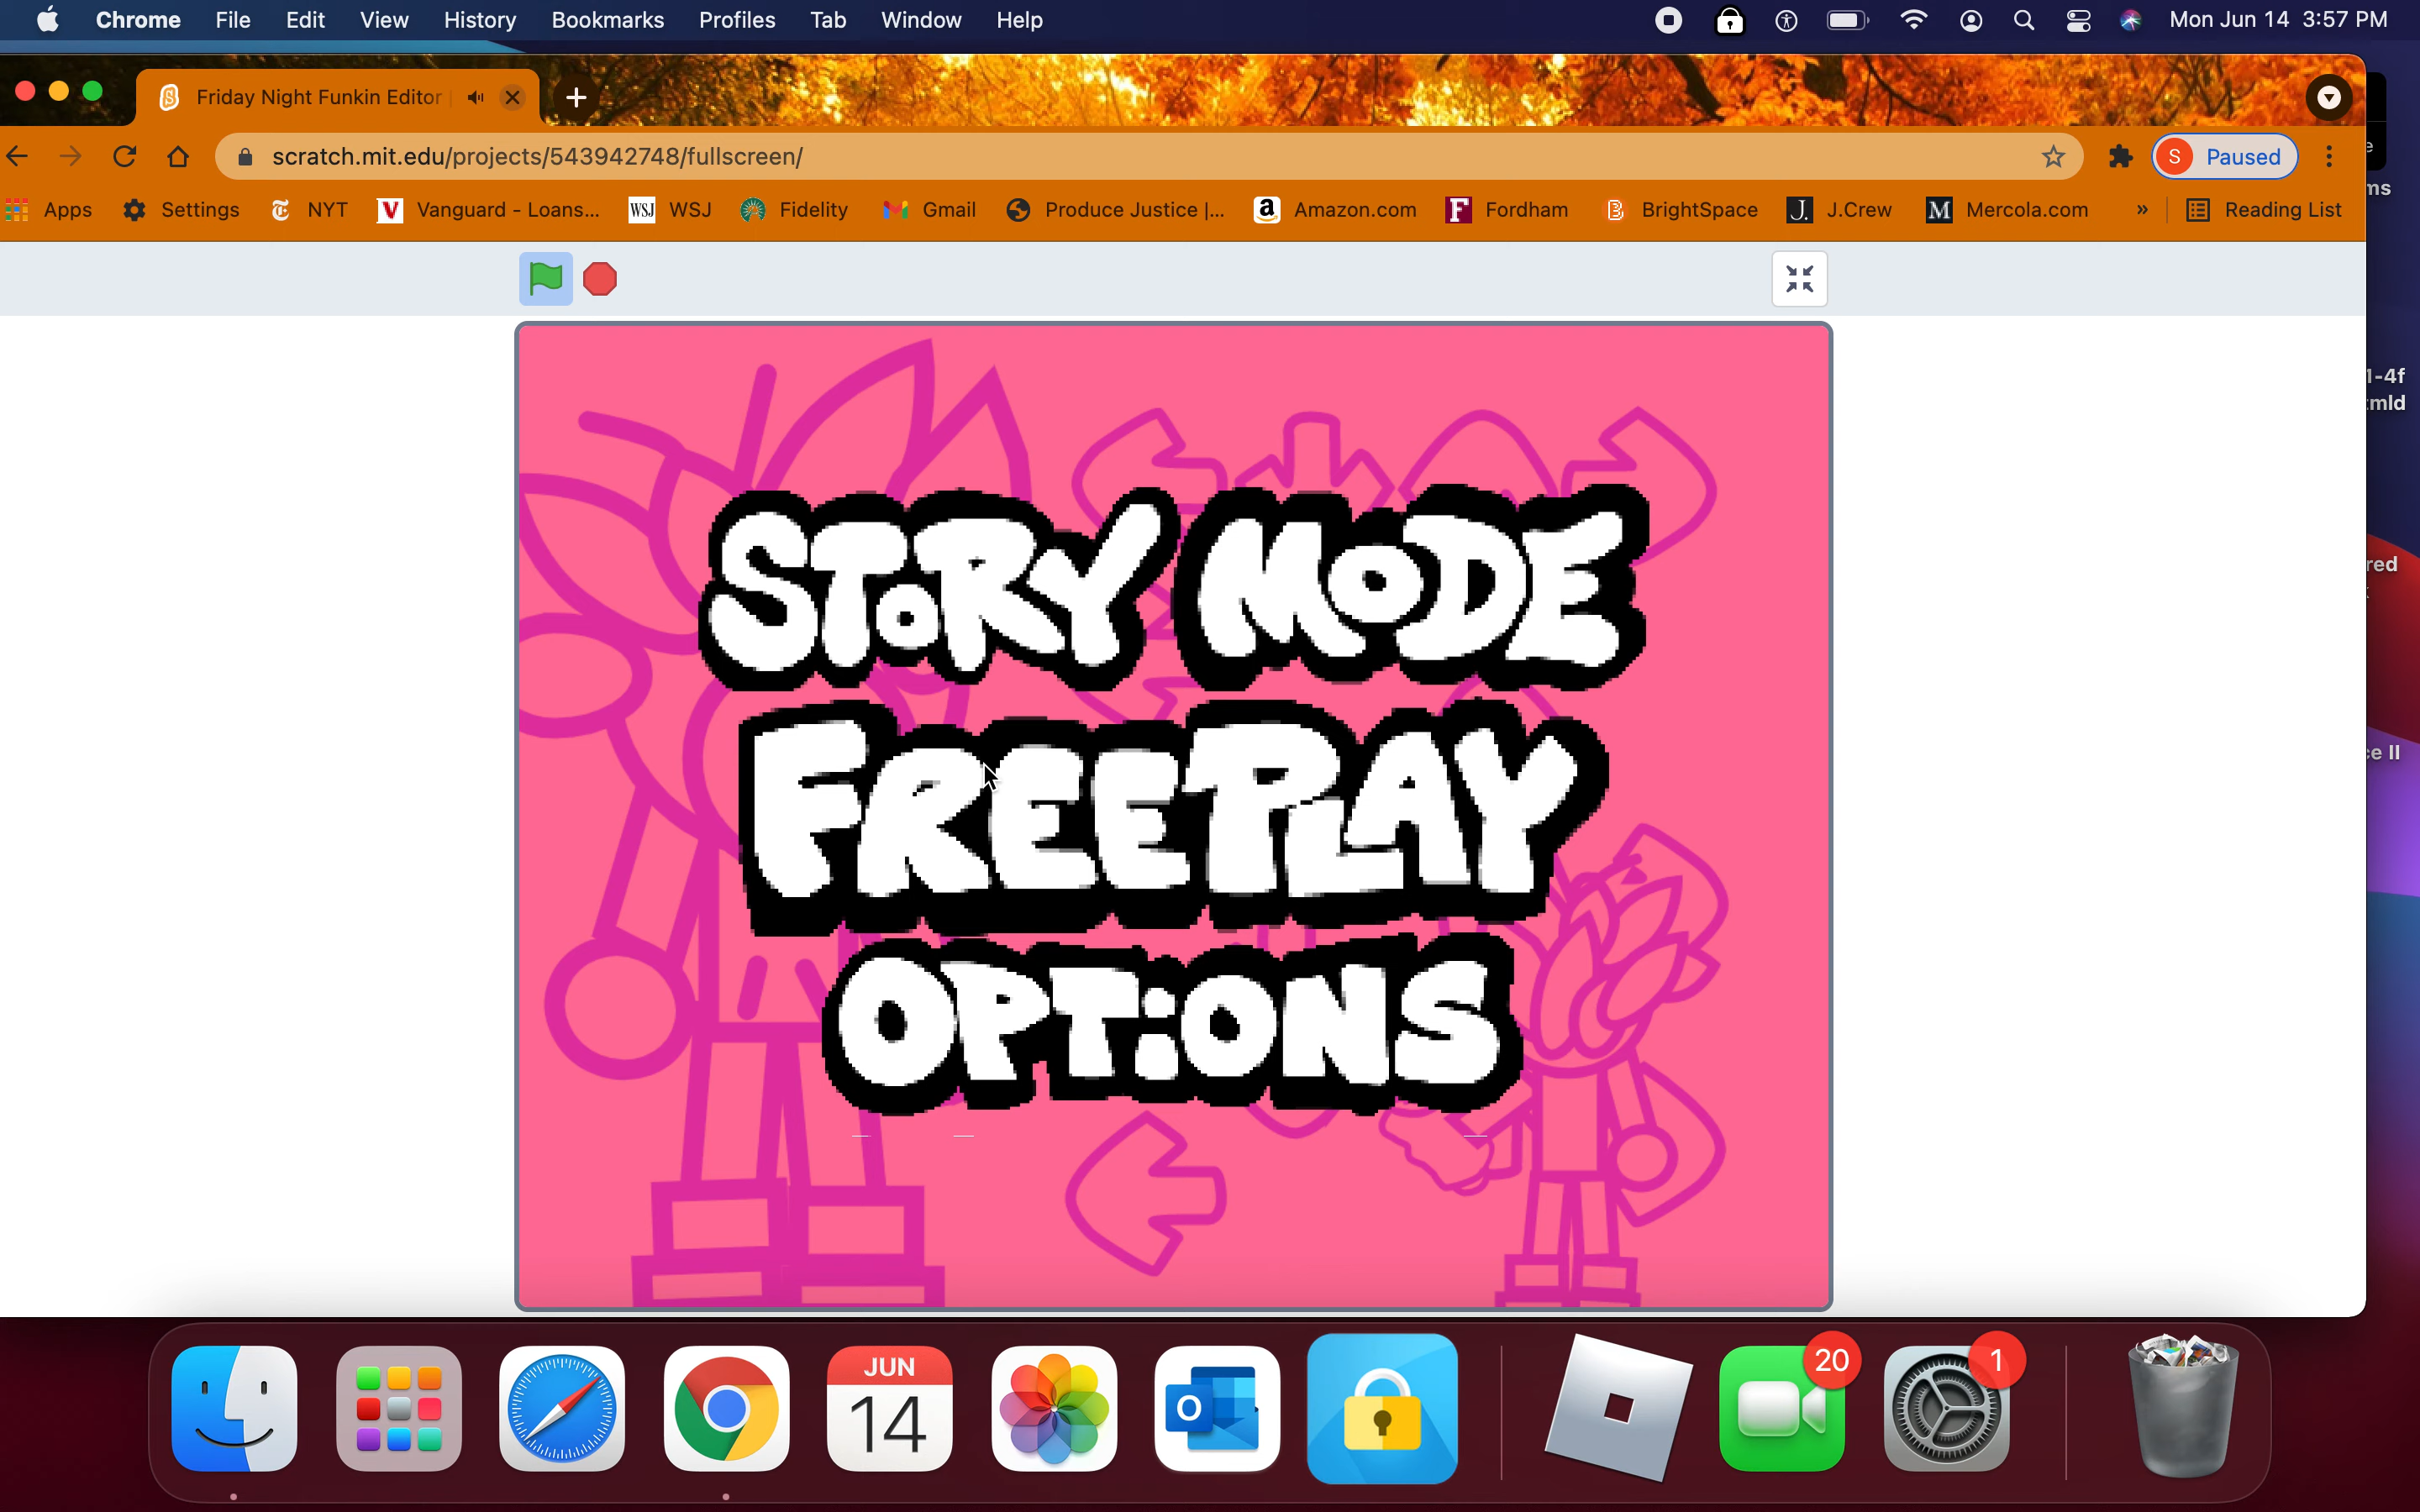 Chrome File Edit View History Bookmarks Profiles Tab Window Help Mon Jun 14 3:57 PM
Friday Night Funkin Editor
scratch.mit.edu/projects/543942748/fullscreen/ S Paused
Apps Settings NYT Vanguard - Loans... WSJ WSJ Fidelity Gmail Produce Justice |... Amazon.com Fordham BrightSpace J.Crew Mercola.com » Reading List
STORY MODE
FREEPLAY
OPTIONS
JUN
14
20
1